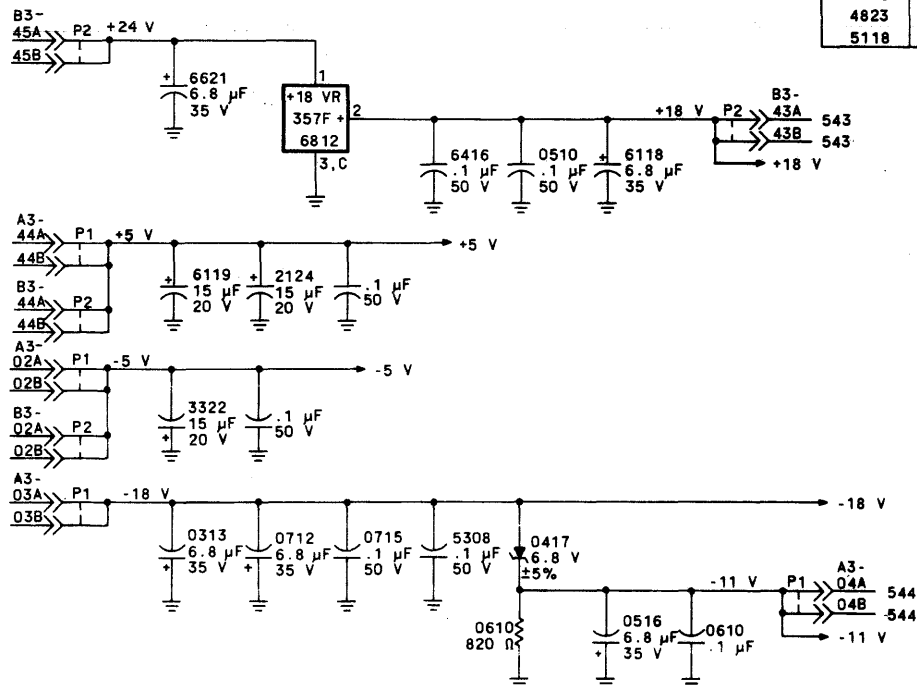 4823
5118
B3-
45A P2 +24 V
45B
+ 6621
6.8 µF
35 V
1
+18 VR
357F + 2
6812
3,C
6416
.1 µF
50 V
0510
.1 µF
50 V
+ 6118
6.8 µF
35 V
+18 V P2 B3-
43A 543
43B 543
+18 V
A3-
44A P1 +5 V
44B
B3-
44A P2
44B
+ 6119
15 µF
20 V
+ 2124
15 µF
20 V
.1 µF
50 V
+5 V
A3-
02A P1 -5 V
02B
B3-
02A P2
02B
3322
15 µF
+ 20 V
.1 µF
50 V
-5 V
A3-
03A P1 -18 V
03B
0313
6.8 µF
+ 35 V
0712
6.8 µF
+ 35 V
0715
.1 µF
50 V
5308
.1 µF
50 V
0417
6.8 V
±5%
-18 V
0610
820 Ω
0516
6.8 µF
+ 35 V
0610
.1 µF
-11 V P1 A3-
04A 544
04B 544
-11 V